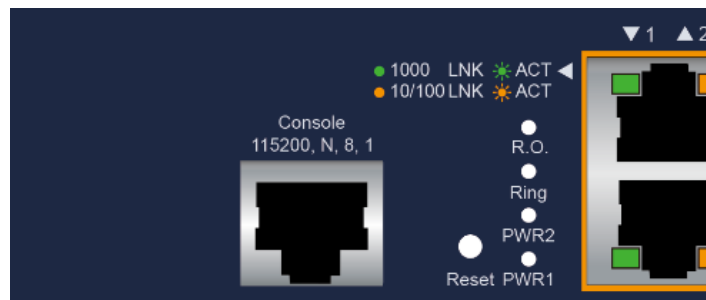 ▼1 ▲2
1000 LNK ACT ◀
10/100 LNK ACT
Console
115200, N, 8, 1
R.O.
Ring
PWR2
Reset PWR1